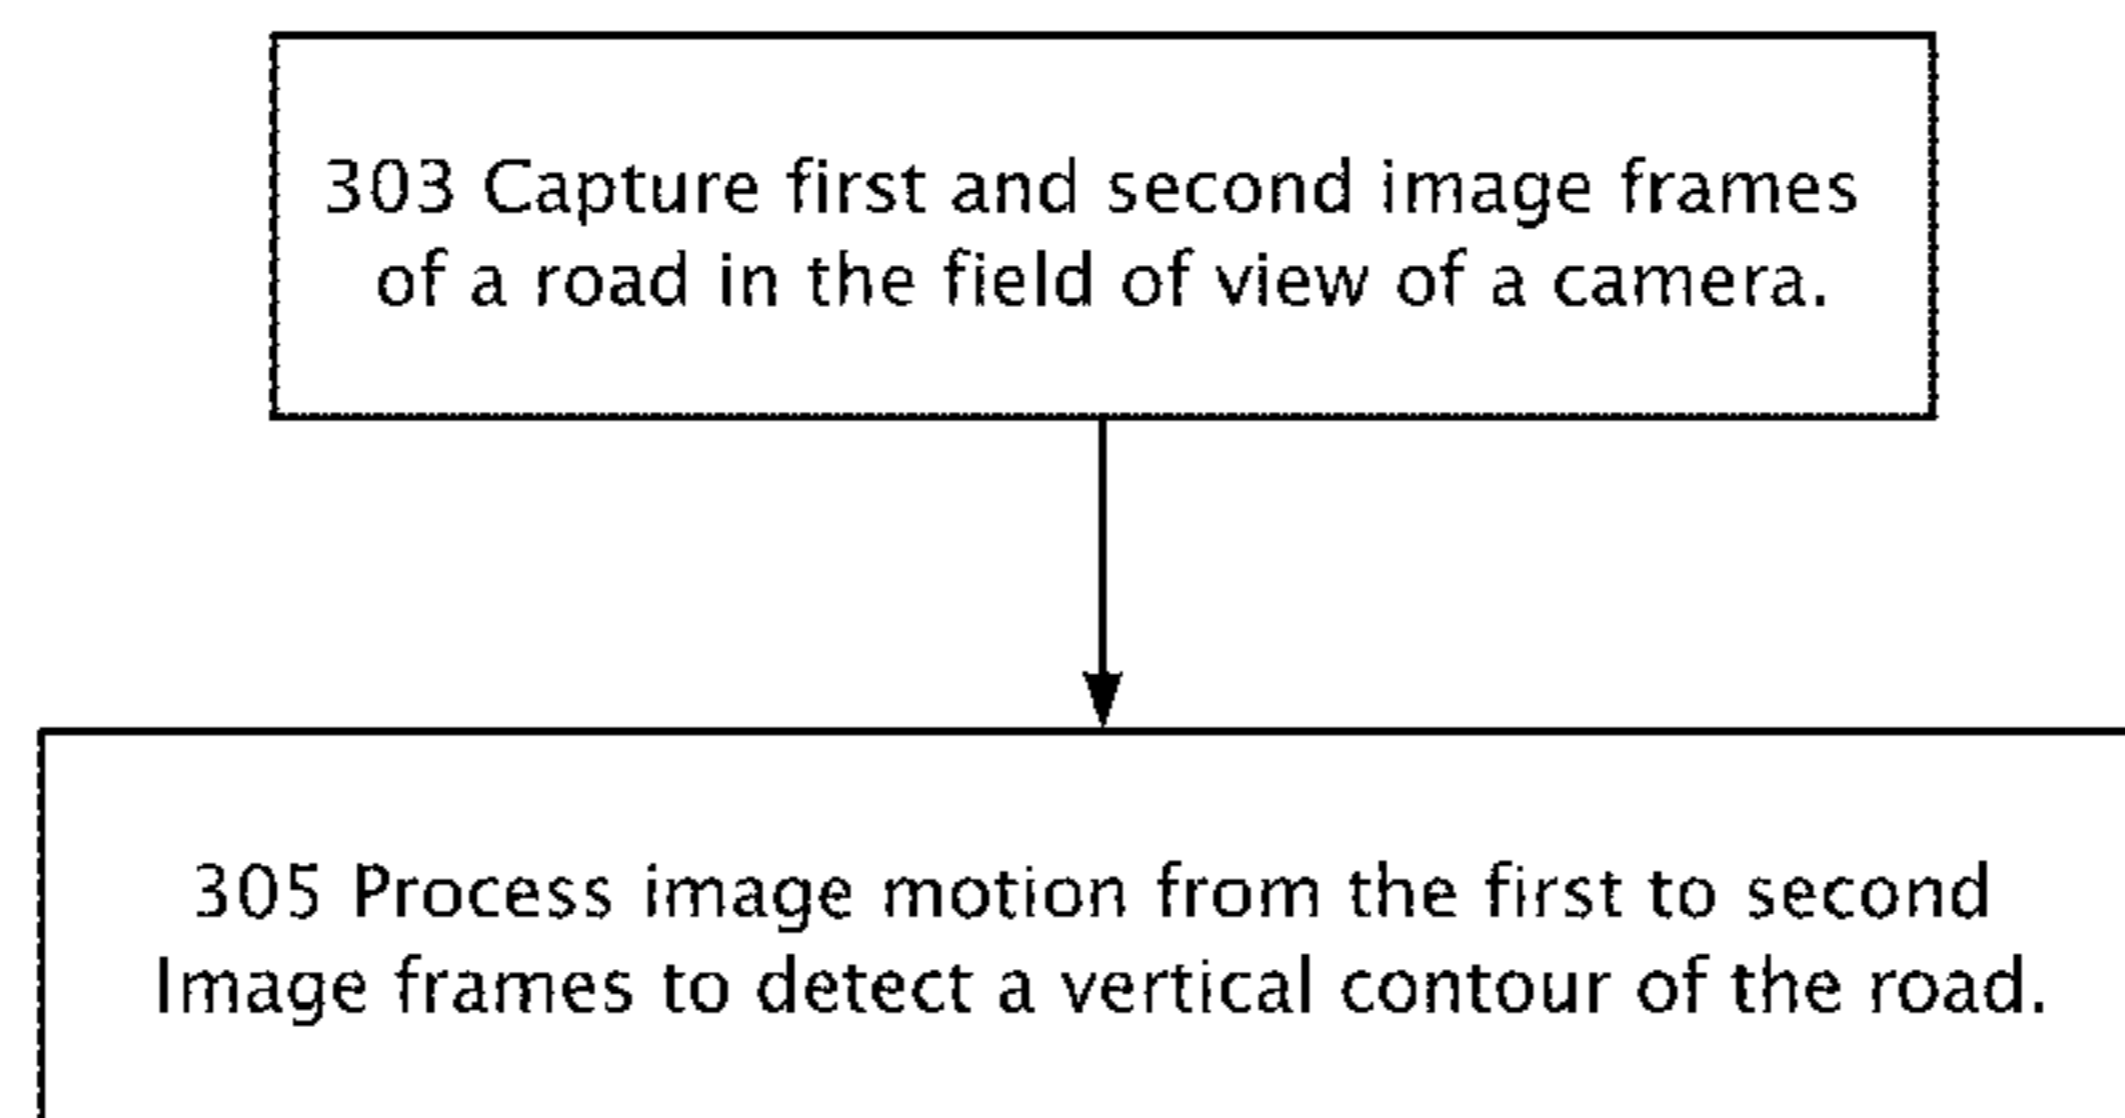 303 Capture first and second image frames
of a road in the field of view of a camera.
305 Process image motion from the first to second
Image frames to detect a vertical contour of the road.